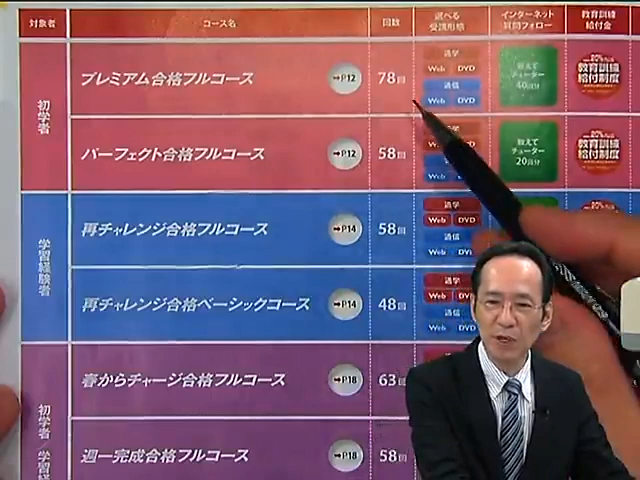 対象者 コース名 回数 選べる受講形態 インターネット質問フォロー 教育訓練給付金
初学者
プレミアム合格フルコース →P12 78回
通学
Web DVD
通信
Web DVD
教えてチューター 40回分
教育訓練給付制度
パーフェクト合格フルコース →P12 58回
教えてチューター 20回分
教育訓練給付制度
学習経験者
再チャレンジ合格フルコース →P14 58回
通学
Web DVD
通信
再チャレンジ合格ベーシックコース →P14 48回
通学
Web DVD
通信
Web DVD
初学者/学習経
春からチャージ合格フルコース →P18 63回
週一完成合格フルコース →P18 58回